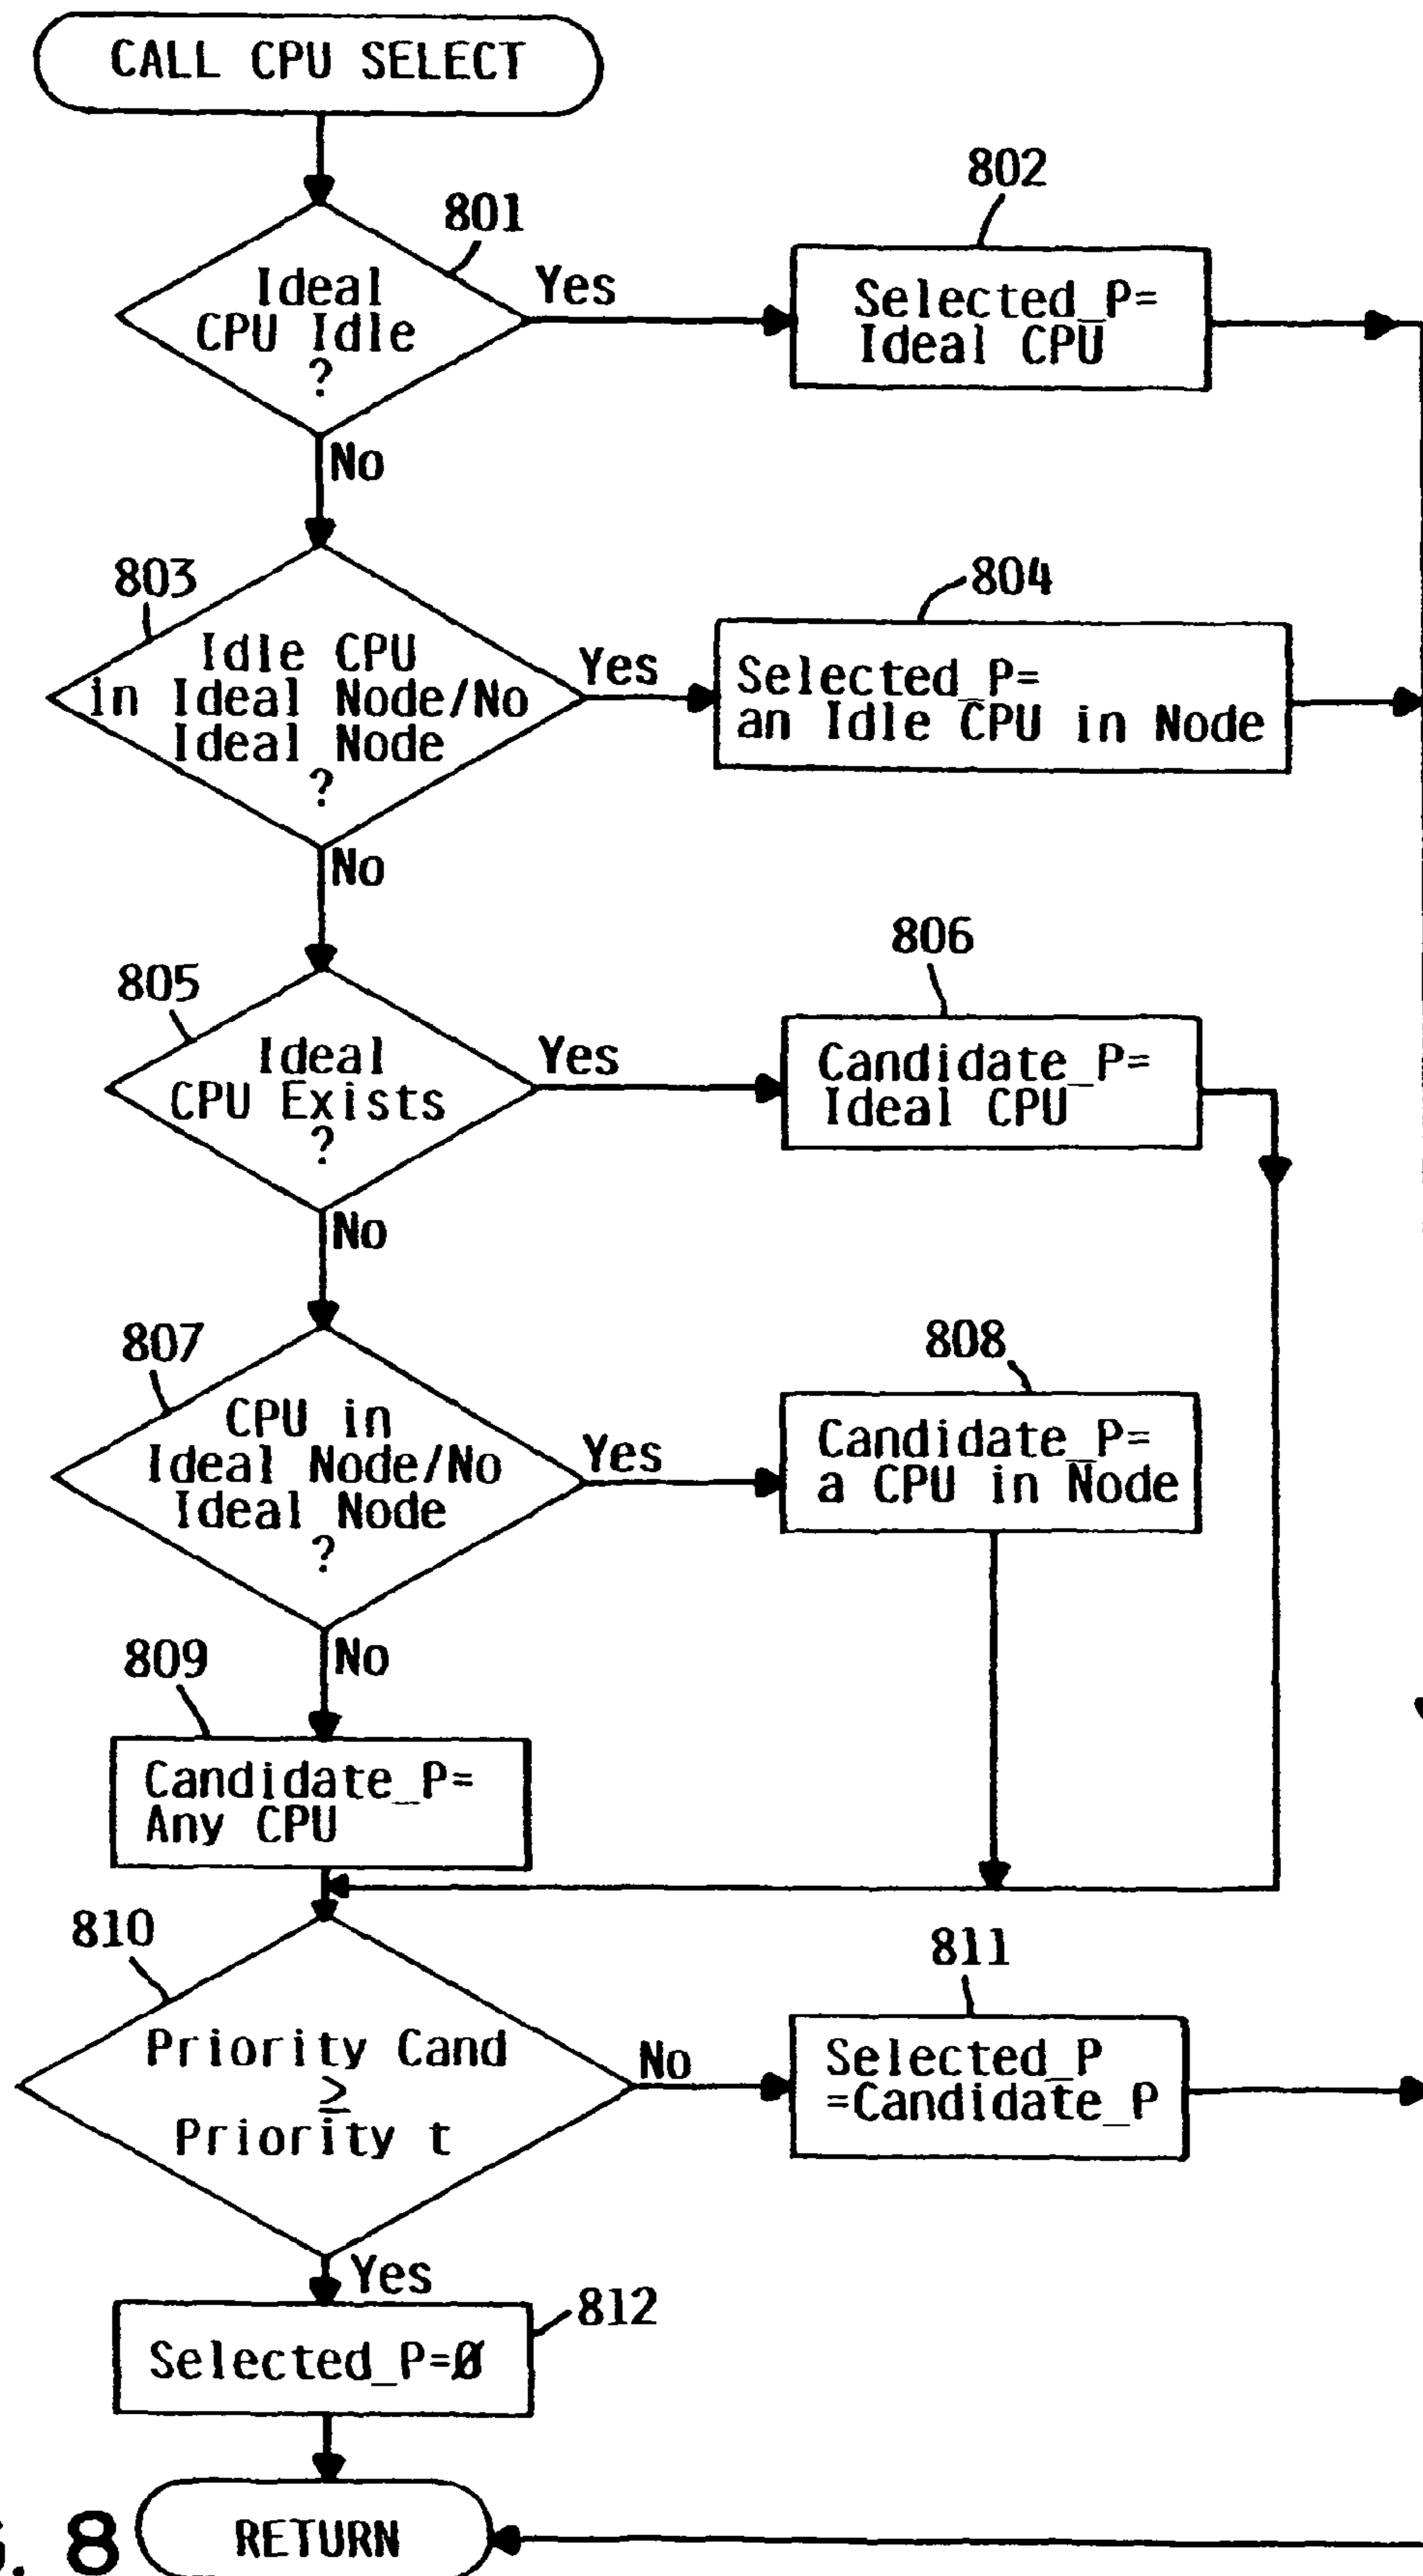 CALL CPU SELECT
801
Ideal
CPU Idle
?
Yes
802
Selected_P=
Ideal CPU
No
803
Idle CPU
in Ideal Node/No
Ideal Node
?
Yes
804
Selected_P=
an Idle CPU in Node
No
805
Ideal
CPU Exists
?
Yes
806
Candidate_P=
Ideal CPU
No
807
CPU in
Ideal Node/No
Ideal Node
?
Yes
808
Candidate_P=
a CPU in Node
No
809
Candidate_P=
Any CPU
810
Priority Cand
≥
Priority t
No
811
Selected_P
=Candidate_P
Yes
812
Selected_P=Ø
RETURN
. 8